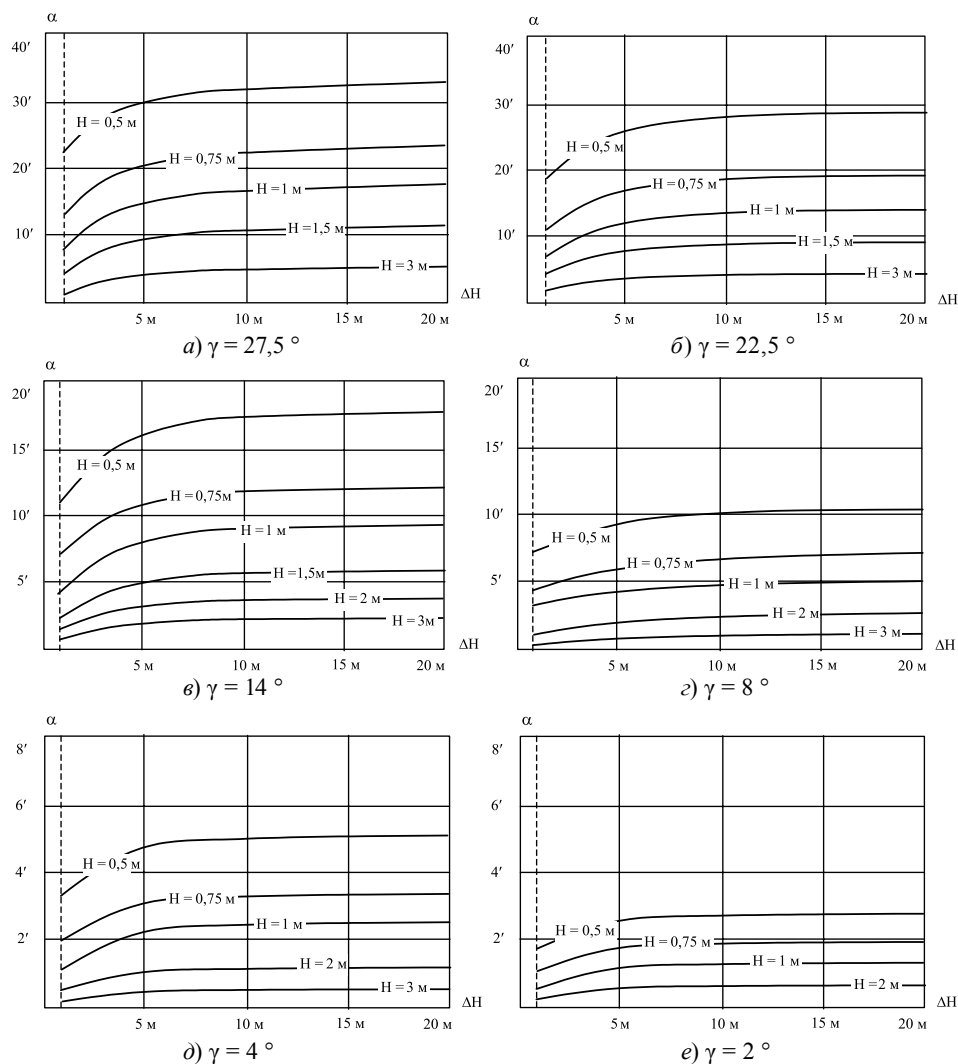 α
40′
30′
20′
10′
H = 0,5 м
H = 0,75 м
H = 1 м
H = 1,5 м
H = 3 м
ΔH
5 м 10 м 15 м 20 м
а) γ = 27,5 °
α
40′
30′
20′
10′
H = 0,5 м
H = 0,75 м
H = 1 м
H = 1,5 м
H = 3 м
ΔH
5 м 10 м 15 м 20 м
б) γ = 22,5 °
α
20′
15′
10′
5′
H = 0,5 м
H = 0,75м
H = 1 м
H = 1,5м
H = 2 м
H = 3м
ΔH
5 м 10 м 15 м 20 м
в) γ = 14 °
α
20′
15′
10′
5′
H = 0,5 м
H = 0,75 м
H = 1 м
H = 2 м
H = 3 м
ΔH
5 м 10 м 15 м 20 м
г) γ = 8 °
α
8′
6′
4′
2′
H = 0,5 м
H = 0,75 м
H = 1 м
H = 2 м
H = 3 м
ΔH
5 м 10 м 15 м 20 м
д) γ = 4 °
α
8′
6′
4′
2′
H = 0,5 м
H = 0,75 м
H = 1 м
H = 2 м
ΔH
5 м 10 м 15 м 20 м
е) γ = 2 °